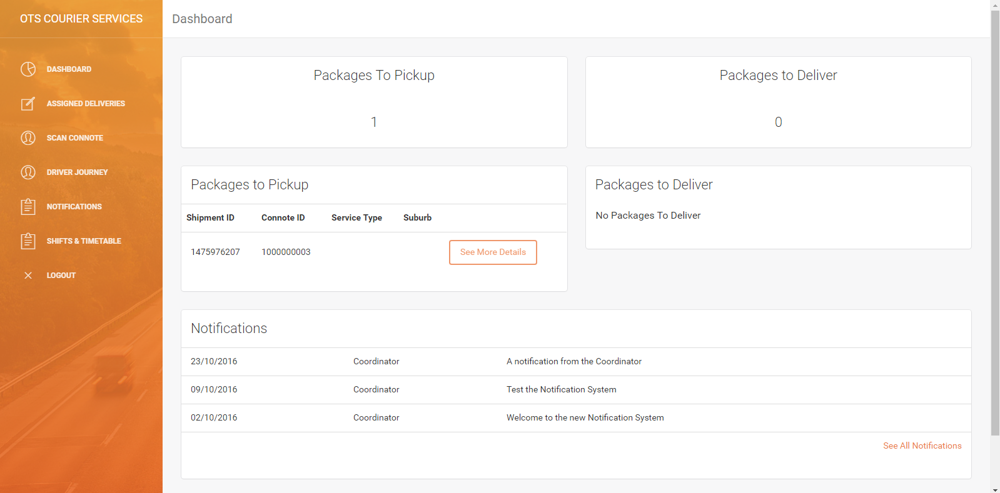 OTS COURIER SERVICES
Dashboard
DASHBOARD
ASSIGNED DELIVERIES
SCAN CONNOTE
DRIVER JOURNEY
NOTIFICATIONS
SHIFTS & TIMETABLE
LOGOUT
Packages To Pickup
1
Packages to Deliver
0
Packages to Pickup
Shipment ID Connote ID Service Type Suburb
1475976207 1000000003 See More Details
Packages to Deliver
No Packages To Deliver
Notifications
23/10/2016 Coordinator A notification from the Coordinator
09/10/2016 Coordinator Test the Notification System
02/10/2016 Coordinator Welcome to the new Notification System
See All Notifications